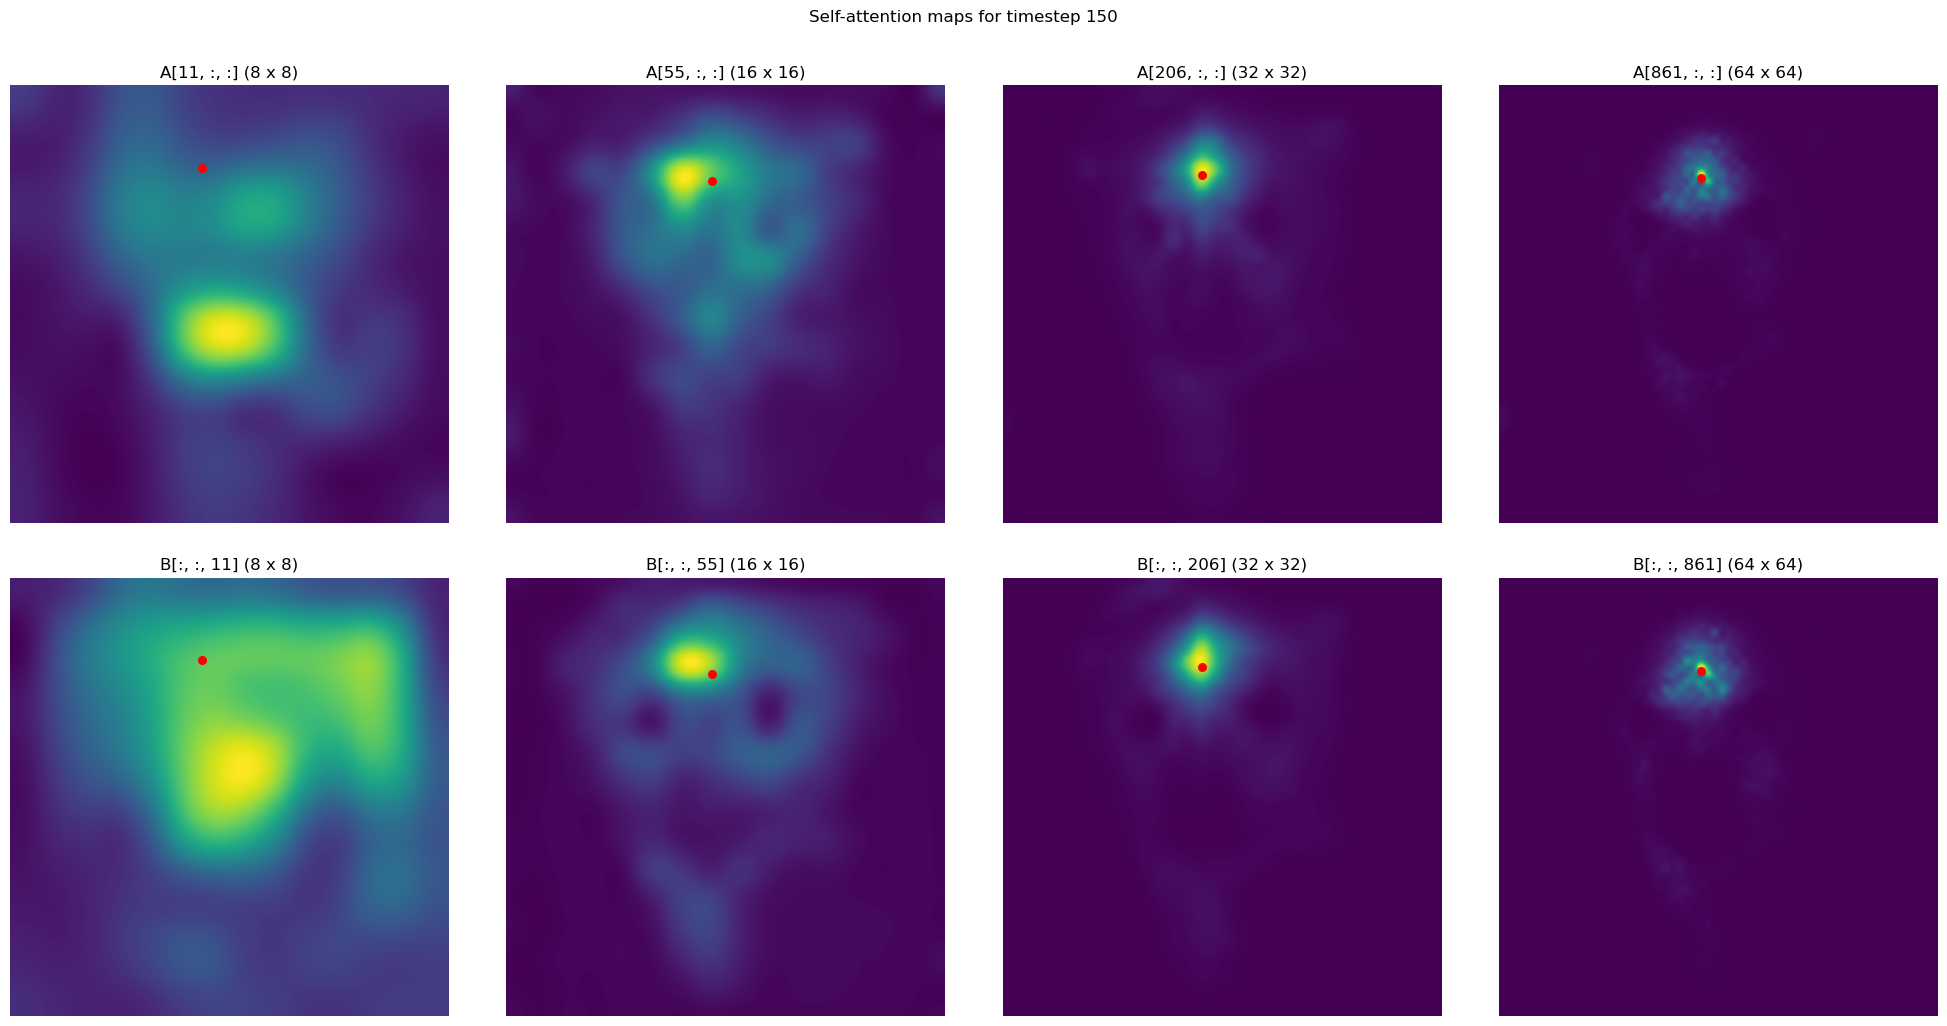 Self-attention maps for timestep 150
A[11, :, :] (8 x 8)
A[55, :, :] (16 x 16)
A[206, :, :] (32 x 32)
A[861, :, :] (64 x 64)
B[:, :, 11] (8 x 8)
B[:, :, 55] (16 x 16)
B[:, :, 206] (32 x 32)
B[:, :, 861] (64 x 64)